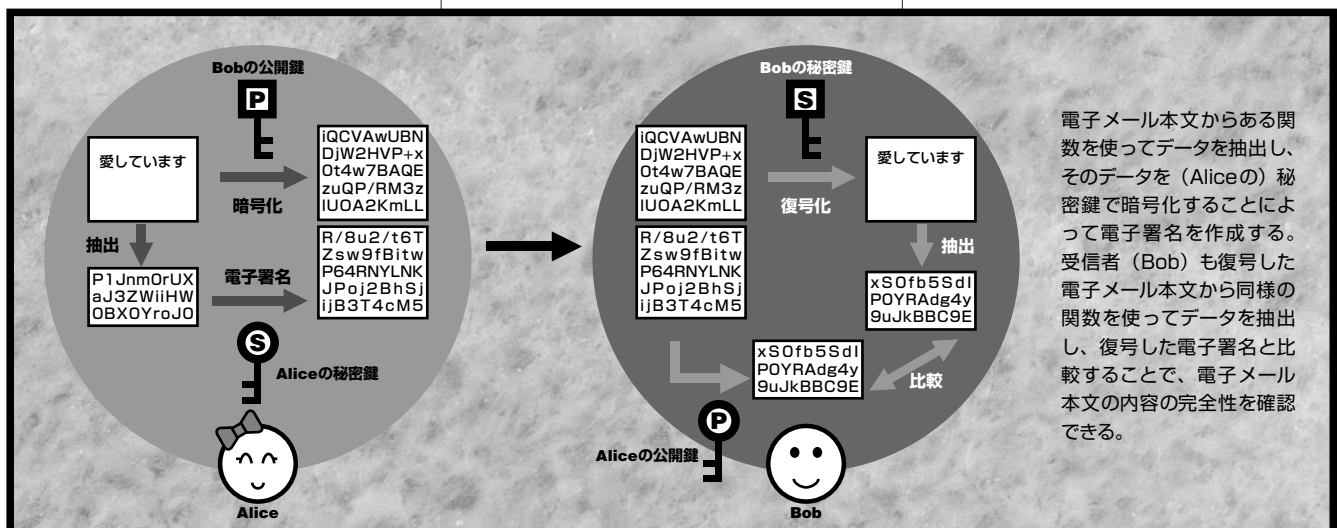 Bobの公開鍵
P
愛しています
暗号化
iQCVAwUBN
DjW2HVP+x
0t4w7BAQE
zuQP/RM3z
IUOA2KmLL
抽出
P1Jnm0rUX
aJ3ZWiiHW
0BX0YroJ0
電子署名
R/8u2/t6T
Zsw9fBitw
P64RNYLNK
JPoj2BhSj
ijB3T4cM5
S
Aliceの秘密鍵
Alice
Bobの秘密鍵
S
iQCVAwUBN
DjW2HVP+x
0t4w7BAQE
zuQP/RM3z
IUOA2KmLL
復号化
愛しています
R/8u2/t6T
Zsw9fBitw
P64RNYLNK
JPoj2BhSj
ijB3T4cM5
抽出
xS0fb5SdI
P0YRAdg4y
9uJkBBC9E
xS0fb5SdI
P0YRAdg4y
9uJkBBC9E
比較
P
Aliceの公開鍵
Bob
電子メール本文からある関
数を使ってデータを抽出し、
そのデータを（Aliceの）秘
密鍵で暗号化することによ
って電子署名を作成する。
受信者（Bob）も復号した
電子メール本文から同様の
関数を使ってデータを抽出
し、復号した電子署名と比
較することで、電子メール
本文の内容の完全性を確認
できる。